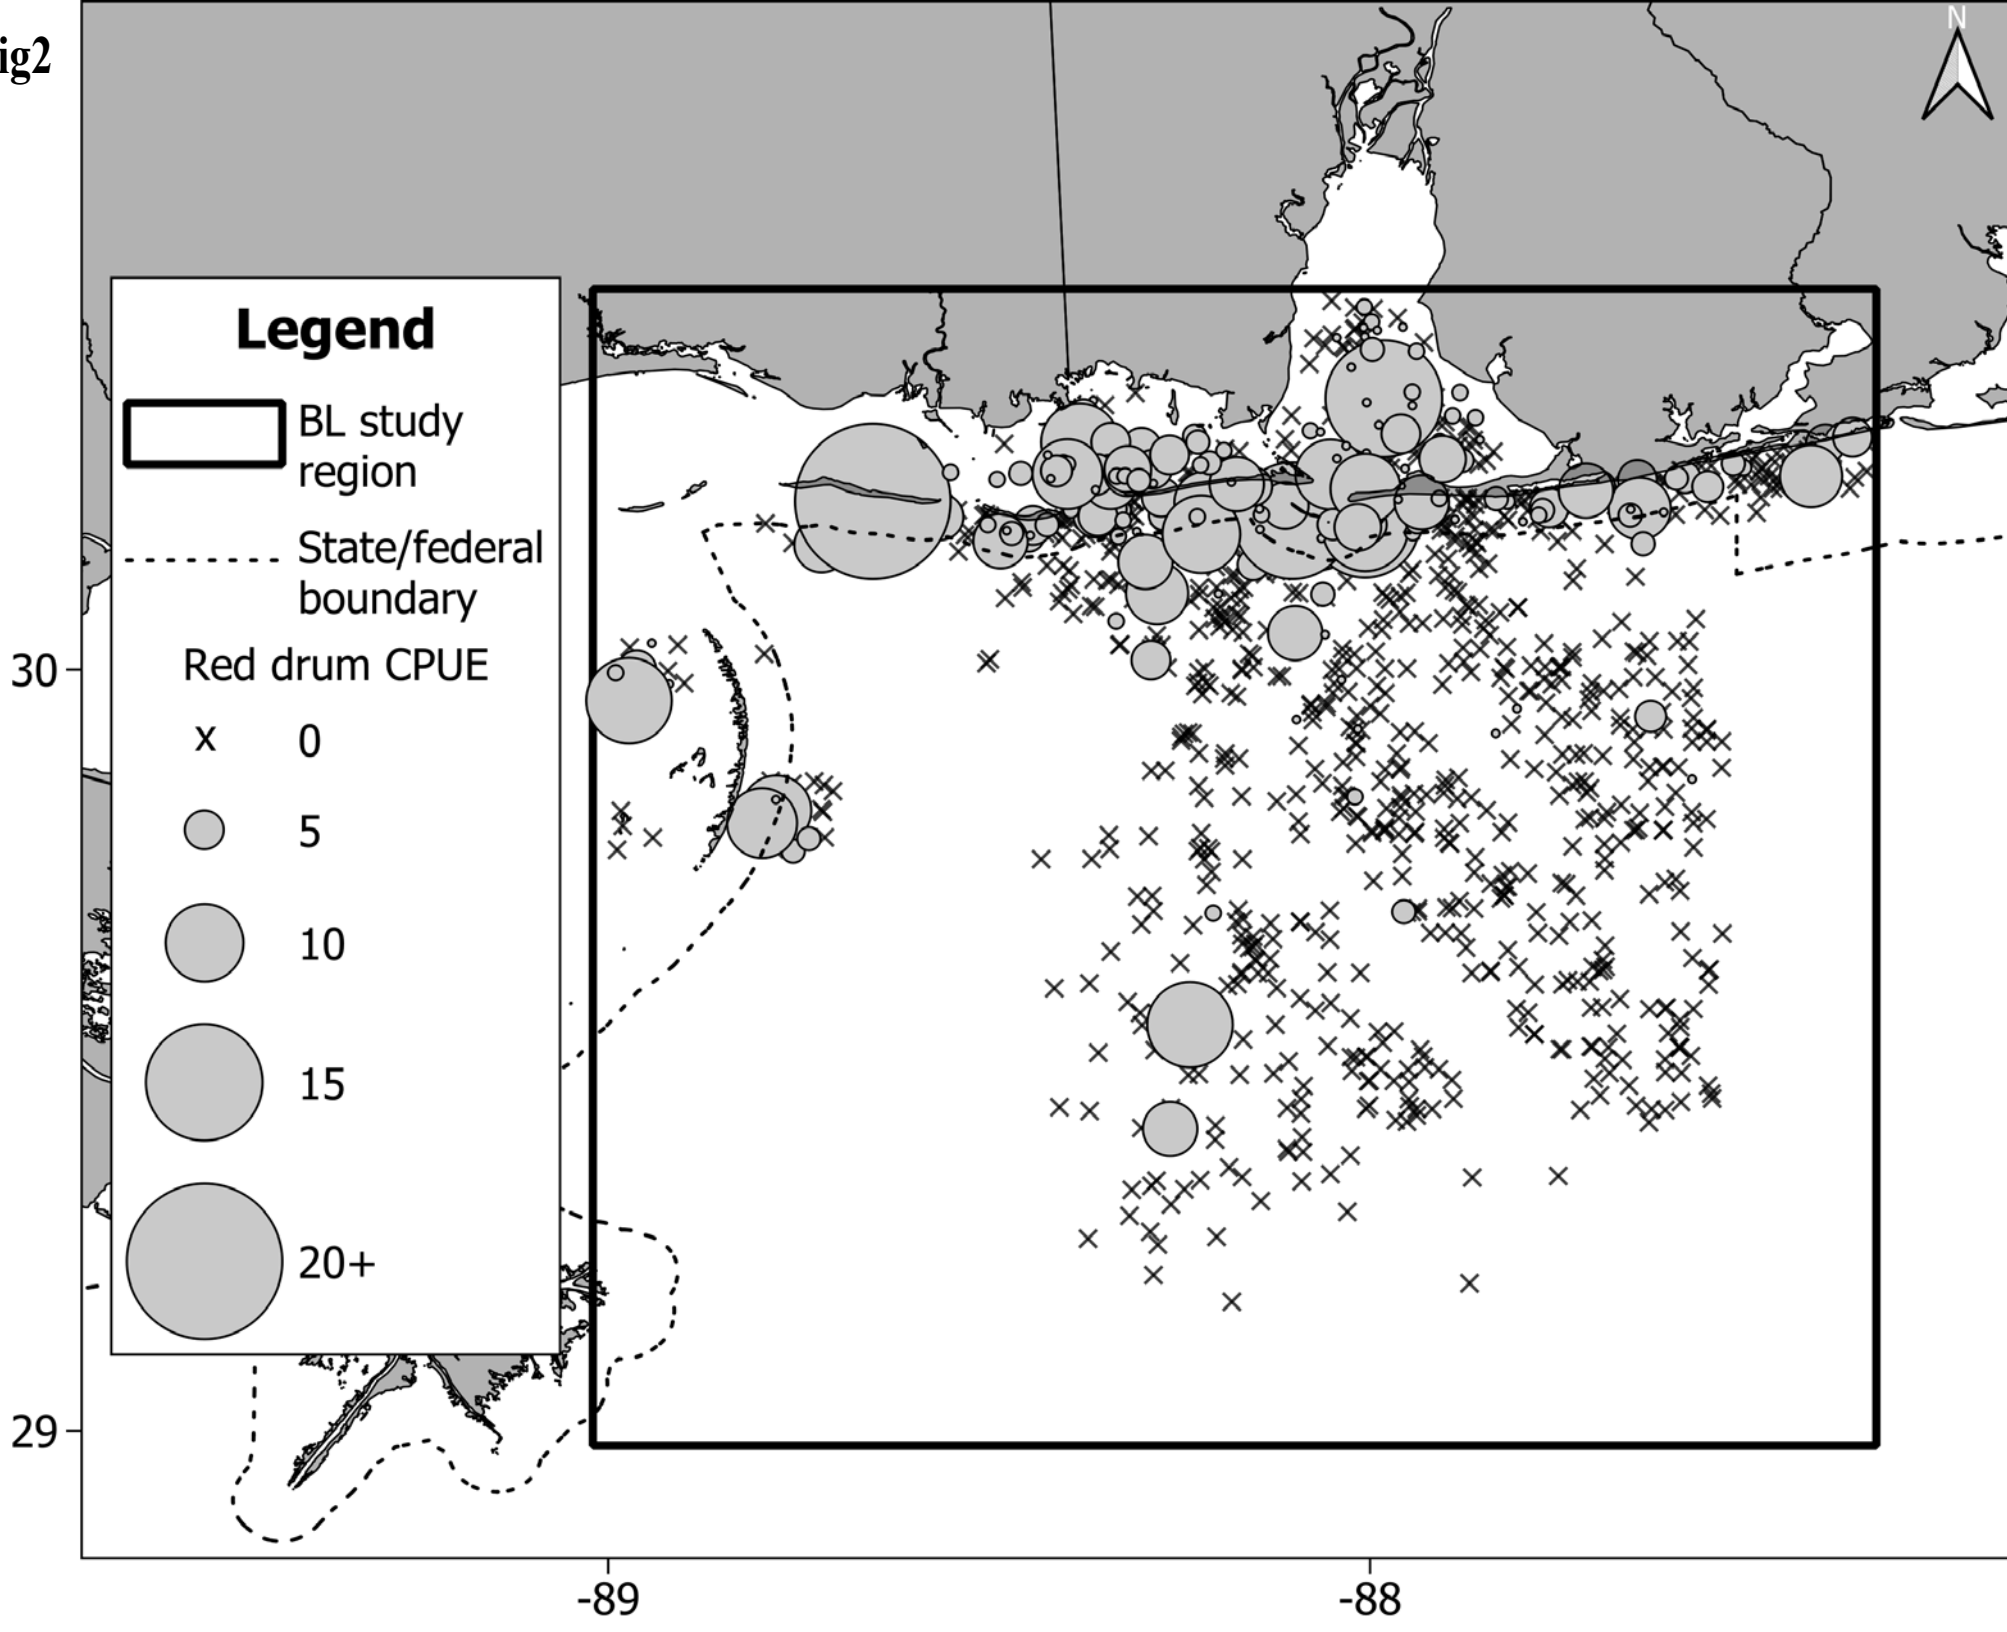 ig2
N
Legend
BL study
region
State/federal
boundary
Red drum CPUE
x 0
5
10
15
20+
30
29
-89
-88